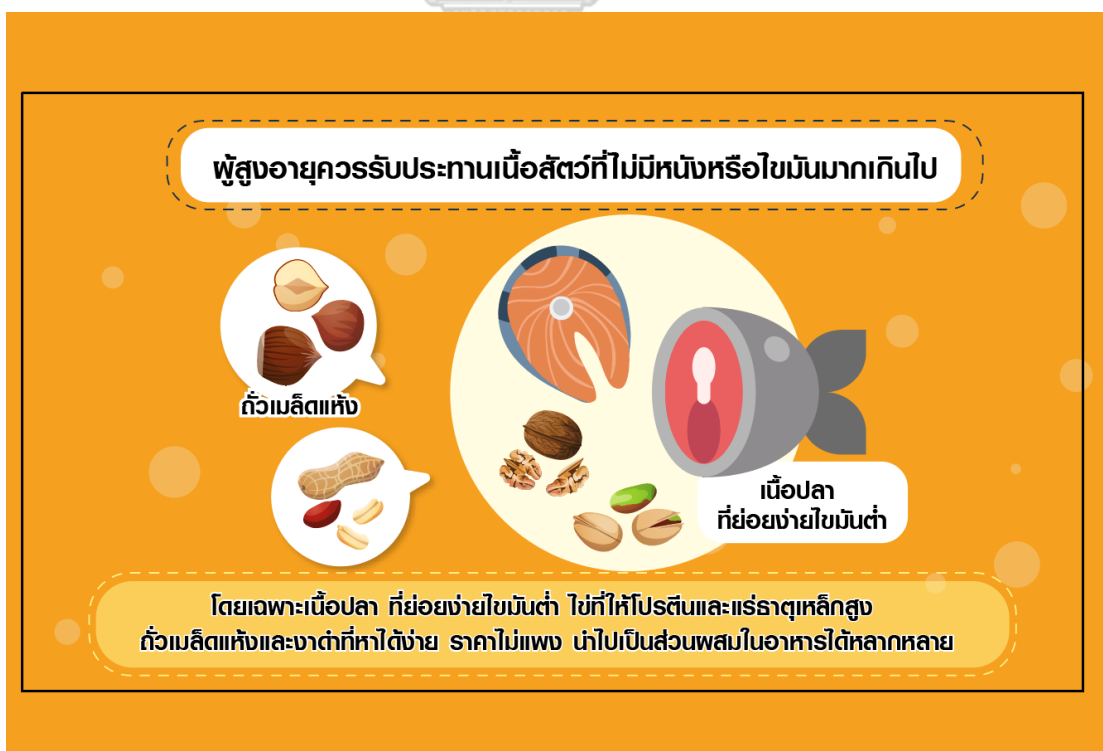 ผู้สูงอายุควรรับประทานเนื้อสัตว์ที่ไม่มีหนังหรือไขมันมากเกินไป
ถั่วเมล็ดแห้ง
เนื้อปลา
ที่ย่อยง่ายไขมันต่ำ
โดยเฉพาะเนื้อปลา ที่ย่อยง่ายไขมันต่ำ ไข่ที่ให้โปรตีนและแร่ธาตุเหล็กสูง
ถั่วเมล็ดแห้งและงาดำที่หาได้ง่าย ราคาไม่แพง นำไปเป็นส่วนผสมในอาหารได้หลากหลาย